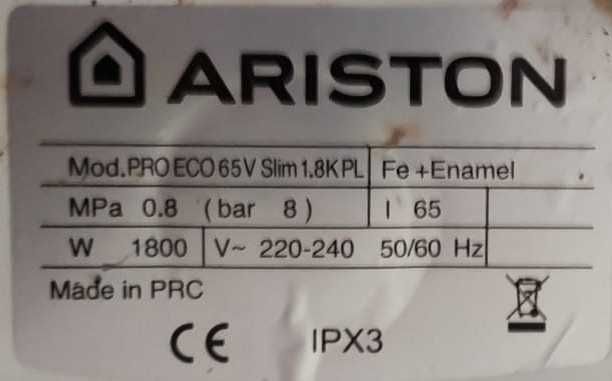 ARISTON
Mod.PRO ECO 65V Slim 1.8K PL Fe +Enamel
MPa 0.8 (bar 8) l 65
W 1800 V~ 220-240 50/60 Hz
Made in PRC
CE IPX3